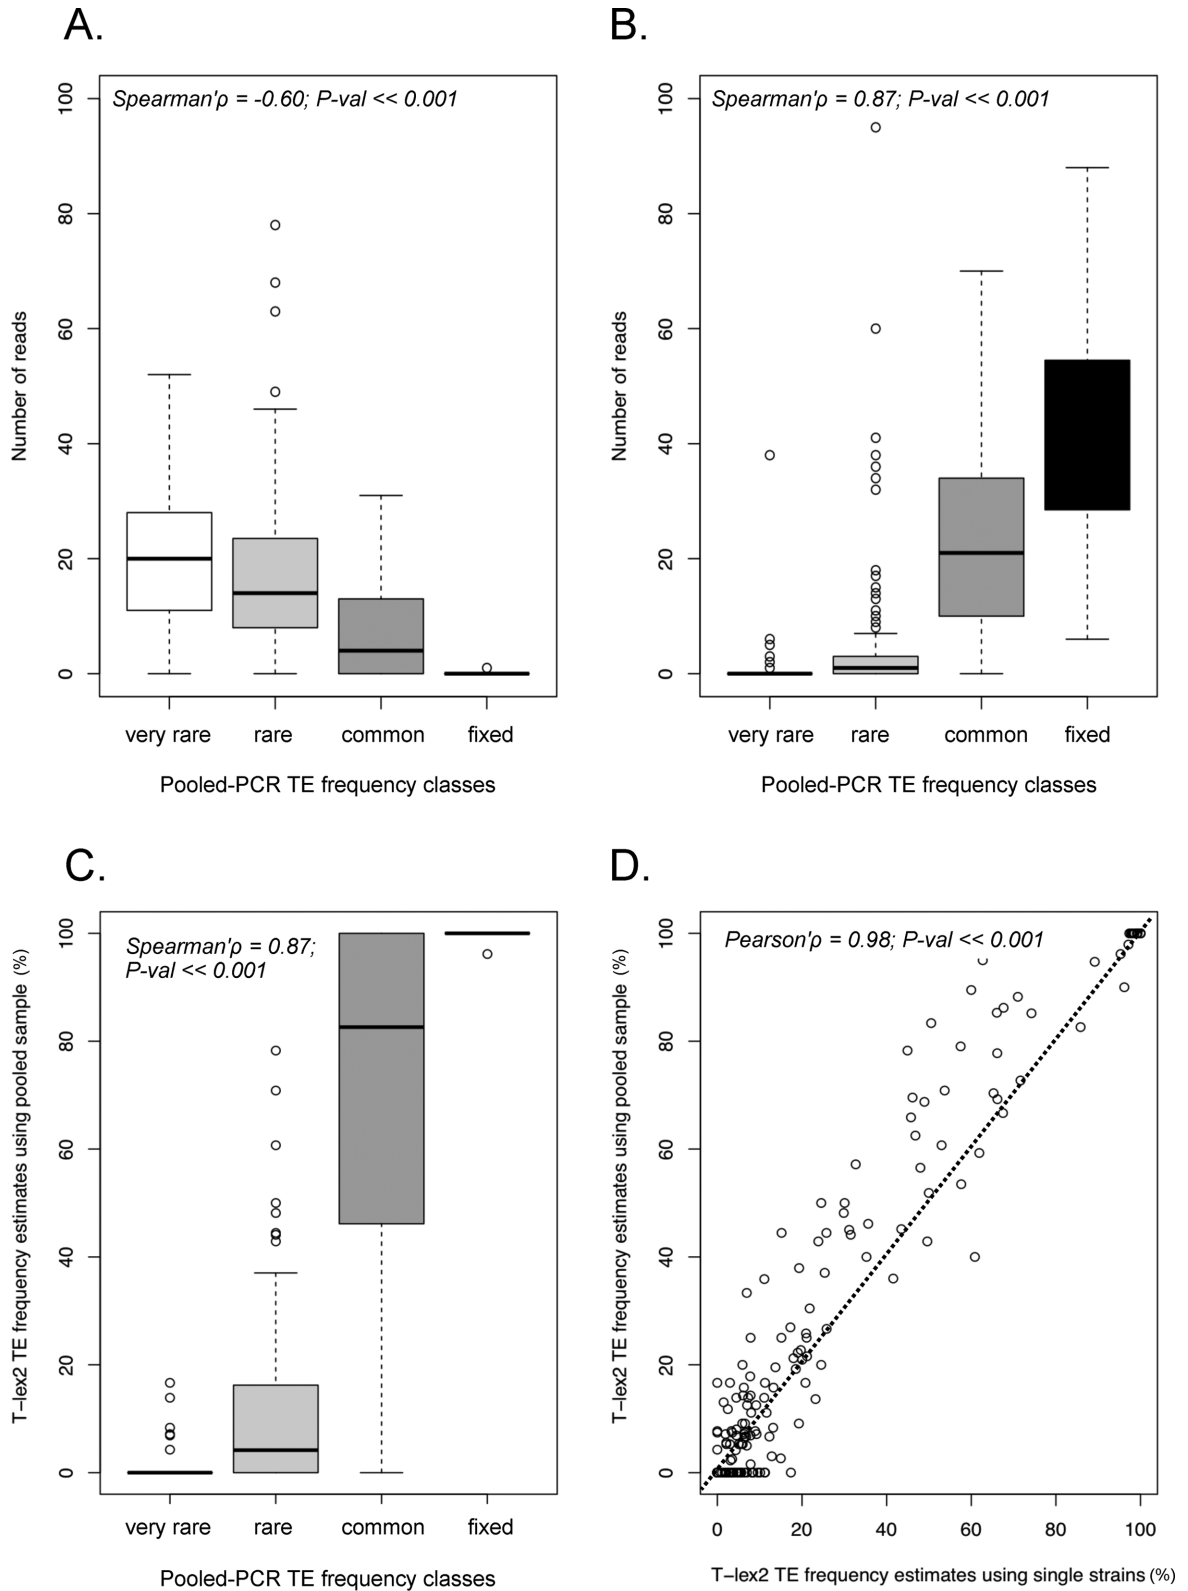 A.
Spearman'ρ = -0.60; P-val << 0.001
100
80
60
40
20
0
Number of reads
very rare rare common fixed
Pooled-PCR TE frequency classes
B.
Spearman'ρ = 0.87; P-val << 0.001
100
80
60
40
20
0
Number of reads
very rare rare common fixed
Pooled-PCR TE frequency classes
C.
Spearman'ρ = 0.87;
P-val << 0.001
100
80
60
40
20
0
T-lex2 TE frequency estimates using pooled sample (%)
very rare rare common fixed
Pooled-PCR TE frequency classes
D.
Pearson'ρ = 0.98; P-val << 0.001
100
80
60
40
20
0
T-lex2 TE frequency estimates using pooled sample (%)
0 20 40 60 80 100
T-lex2 TE frequency estimates using single strains (%)